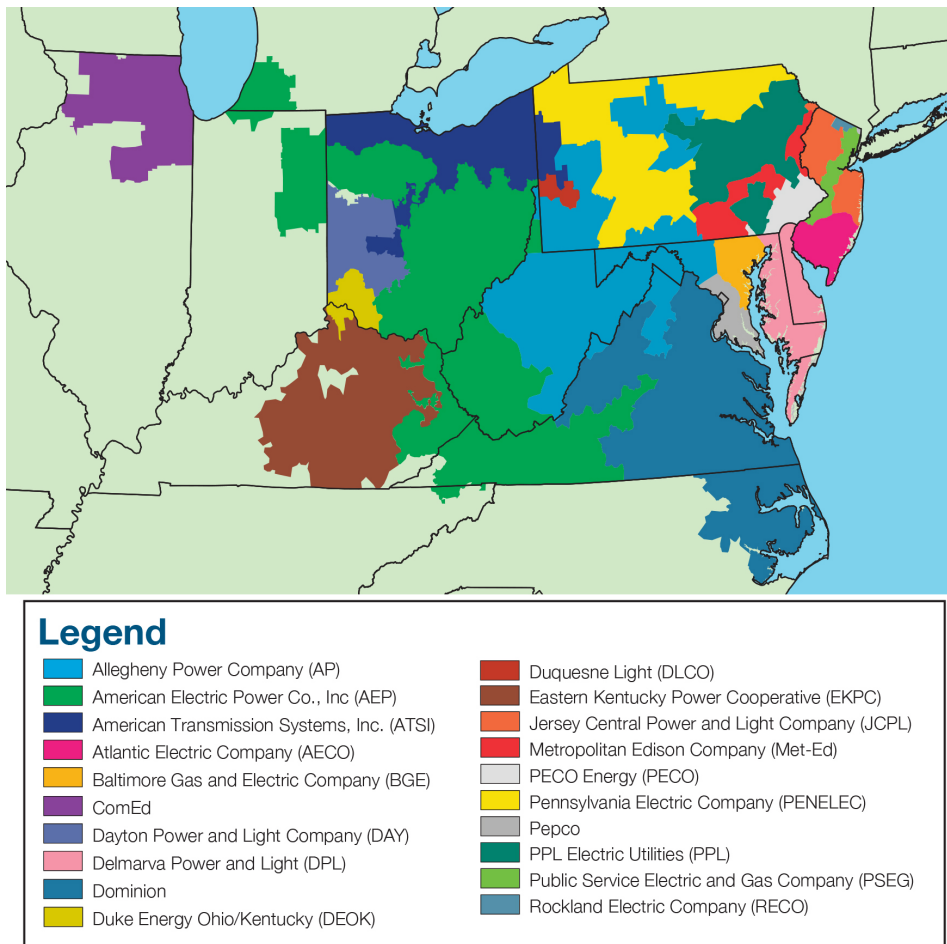 Legend
Allegheny Power Company (AP)
American Electric Power Co., Inc (AEP)
American Transmission Systems, Inc. (ATSI)
Atlantic Electric Company (AECO)
Baltimore Gas and Electric Company (BGE)
ComEd
Dayton Power and Light Company (DAY)
Delmarva Power and Light (DPL)
Dominion
Duke Energy Ohio/Kentucky (DEOK)
Duquesne Light (DLCO)
Eastern Kentucky Power Cooperative (EKPC)
Jersey Central Power and Light Company (JCPL)
Metropolitan Edison Company (Met-Ed)
PECO Energy (PECO)
Pennsylvania Electric Company (PENELEC)
Pepco
PPL Electric Utilities (PPL)
Public Service Electric and Gas Company (PSEG)
Rockland Electric Company (RECO)